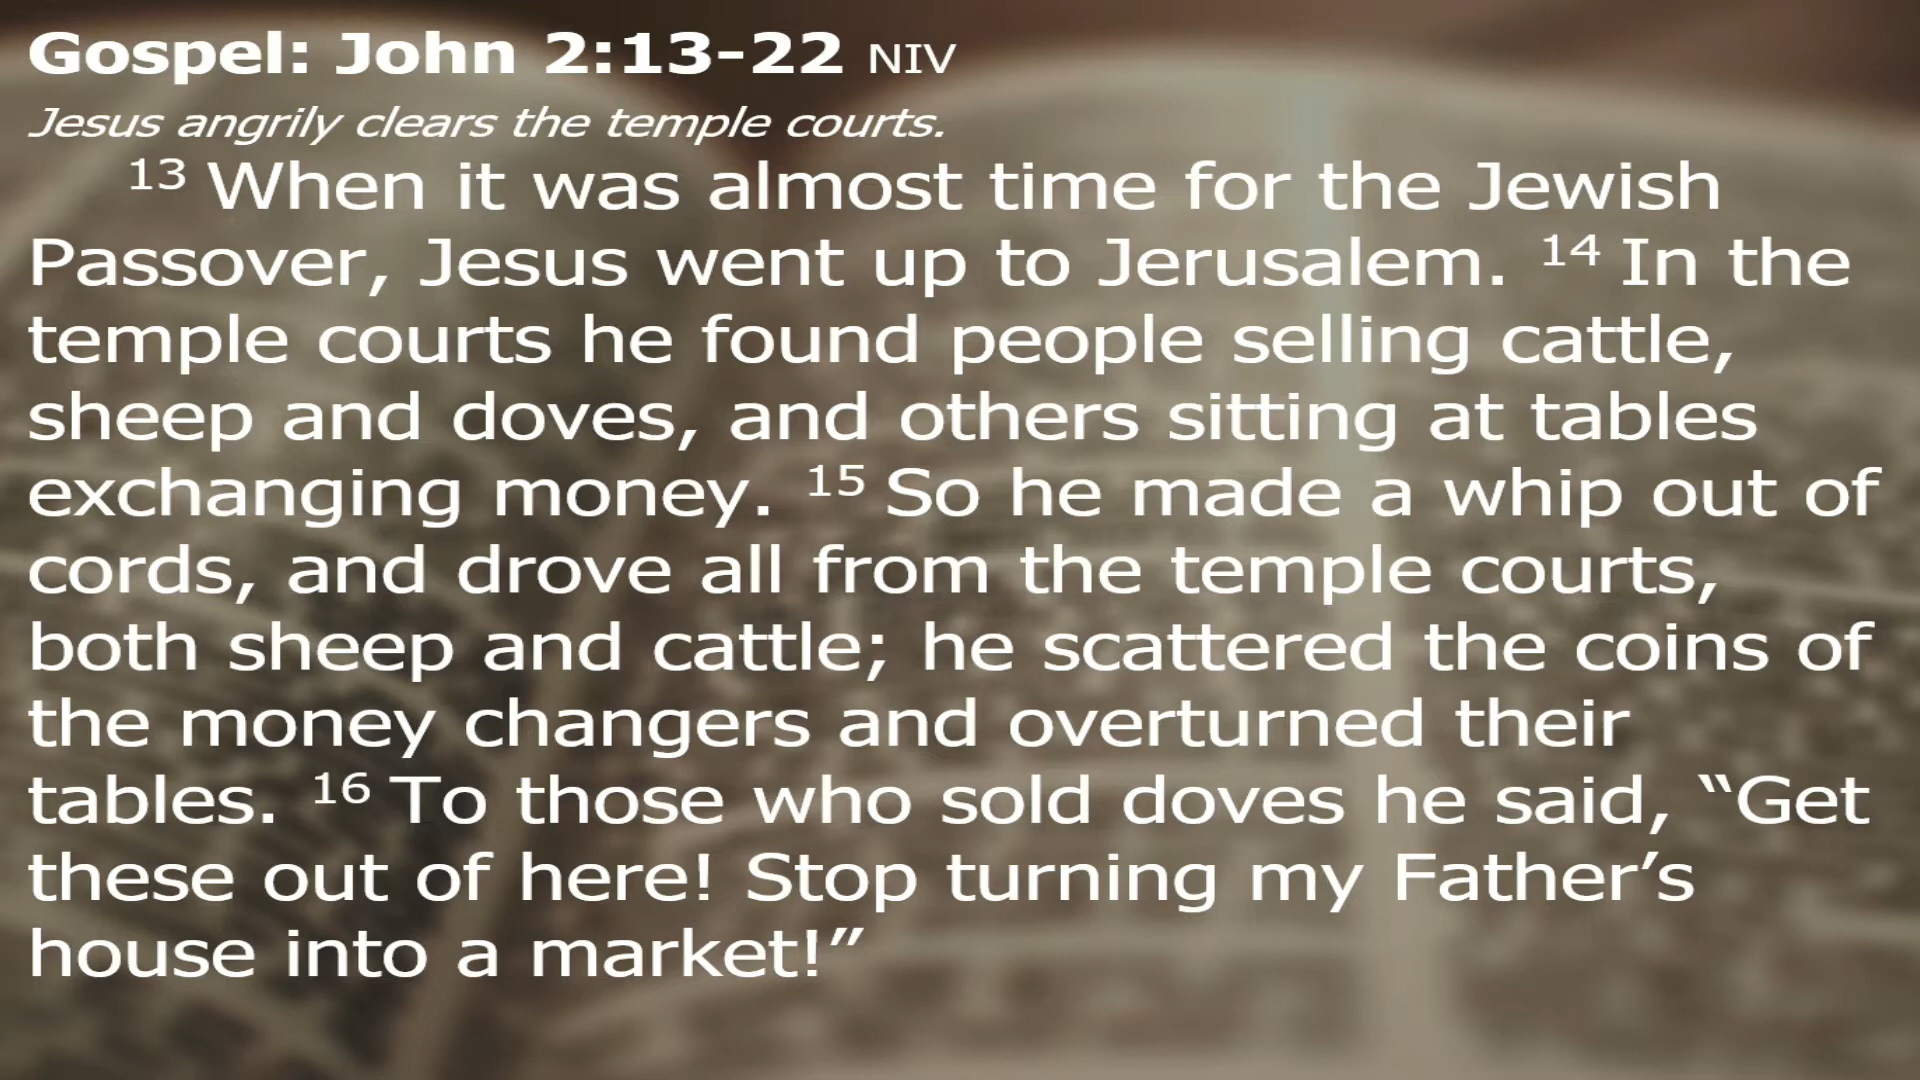 Gospel: John 2:13-22 NIV
Jesus angrily clears the temple courts.
13 When it was almost time for the Jewish
Passover, Jesus went up to Jerusalem. 14 In the
temple courts he found people selling cattle,
sheep and doves, and others sitting at tables
exchanging money. 15 So he made a whip out of
cords, and drove all from the temple courts,
both sheep and cattle; he scattered the coins of
the money changers and overturned their
tables. 16 To those who sold doves he said, “Get
these out of here! Stop turning my Father’s
house into a market!”